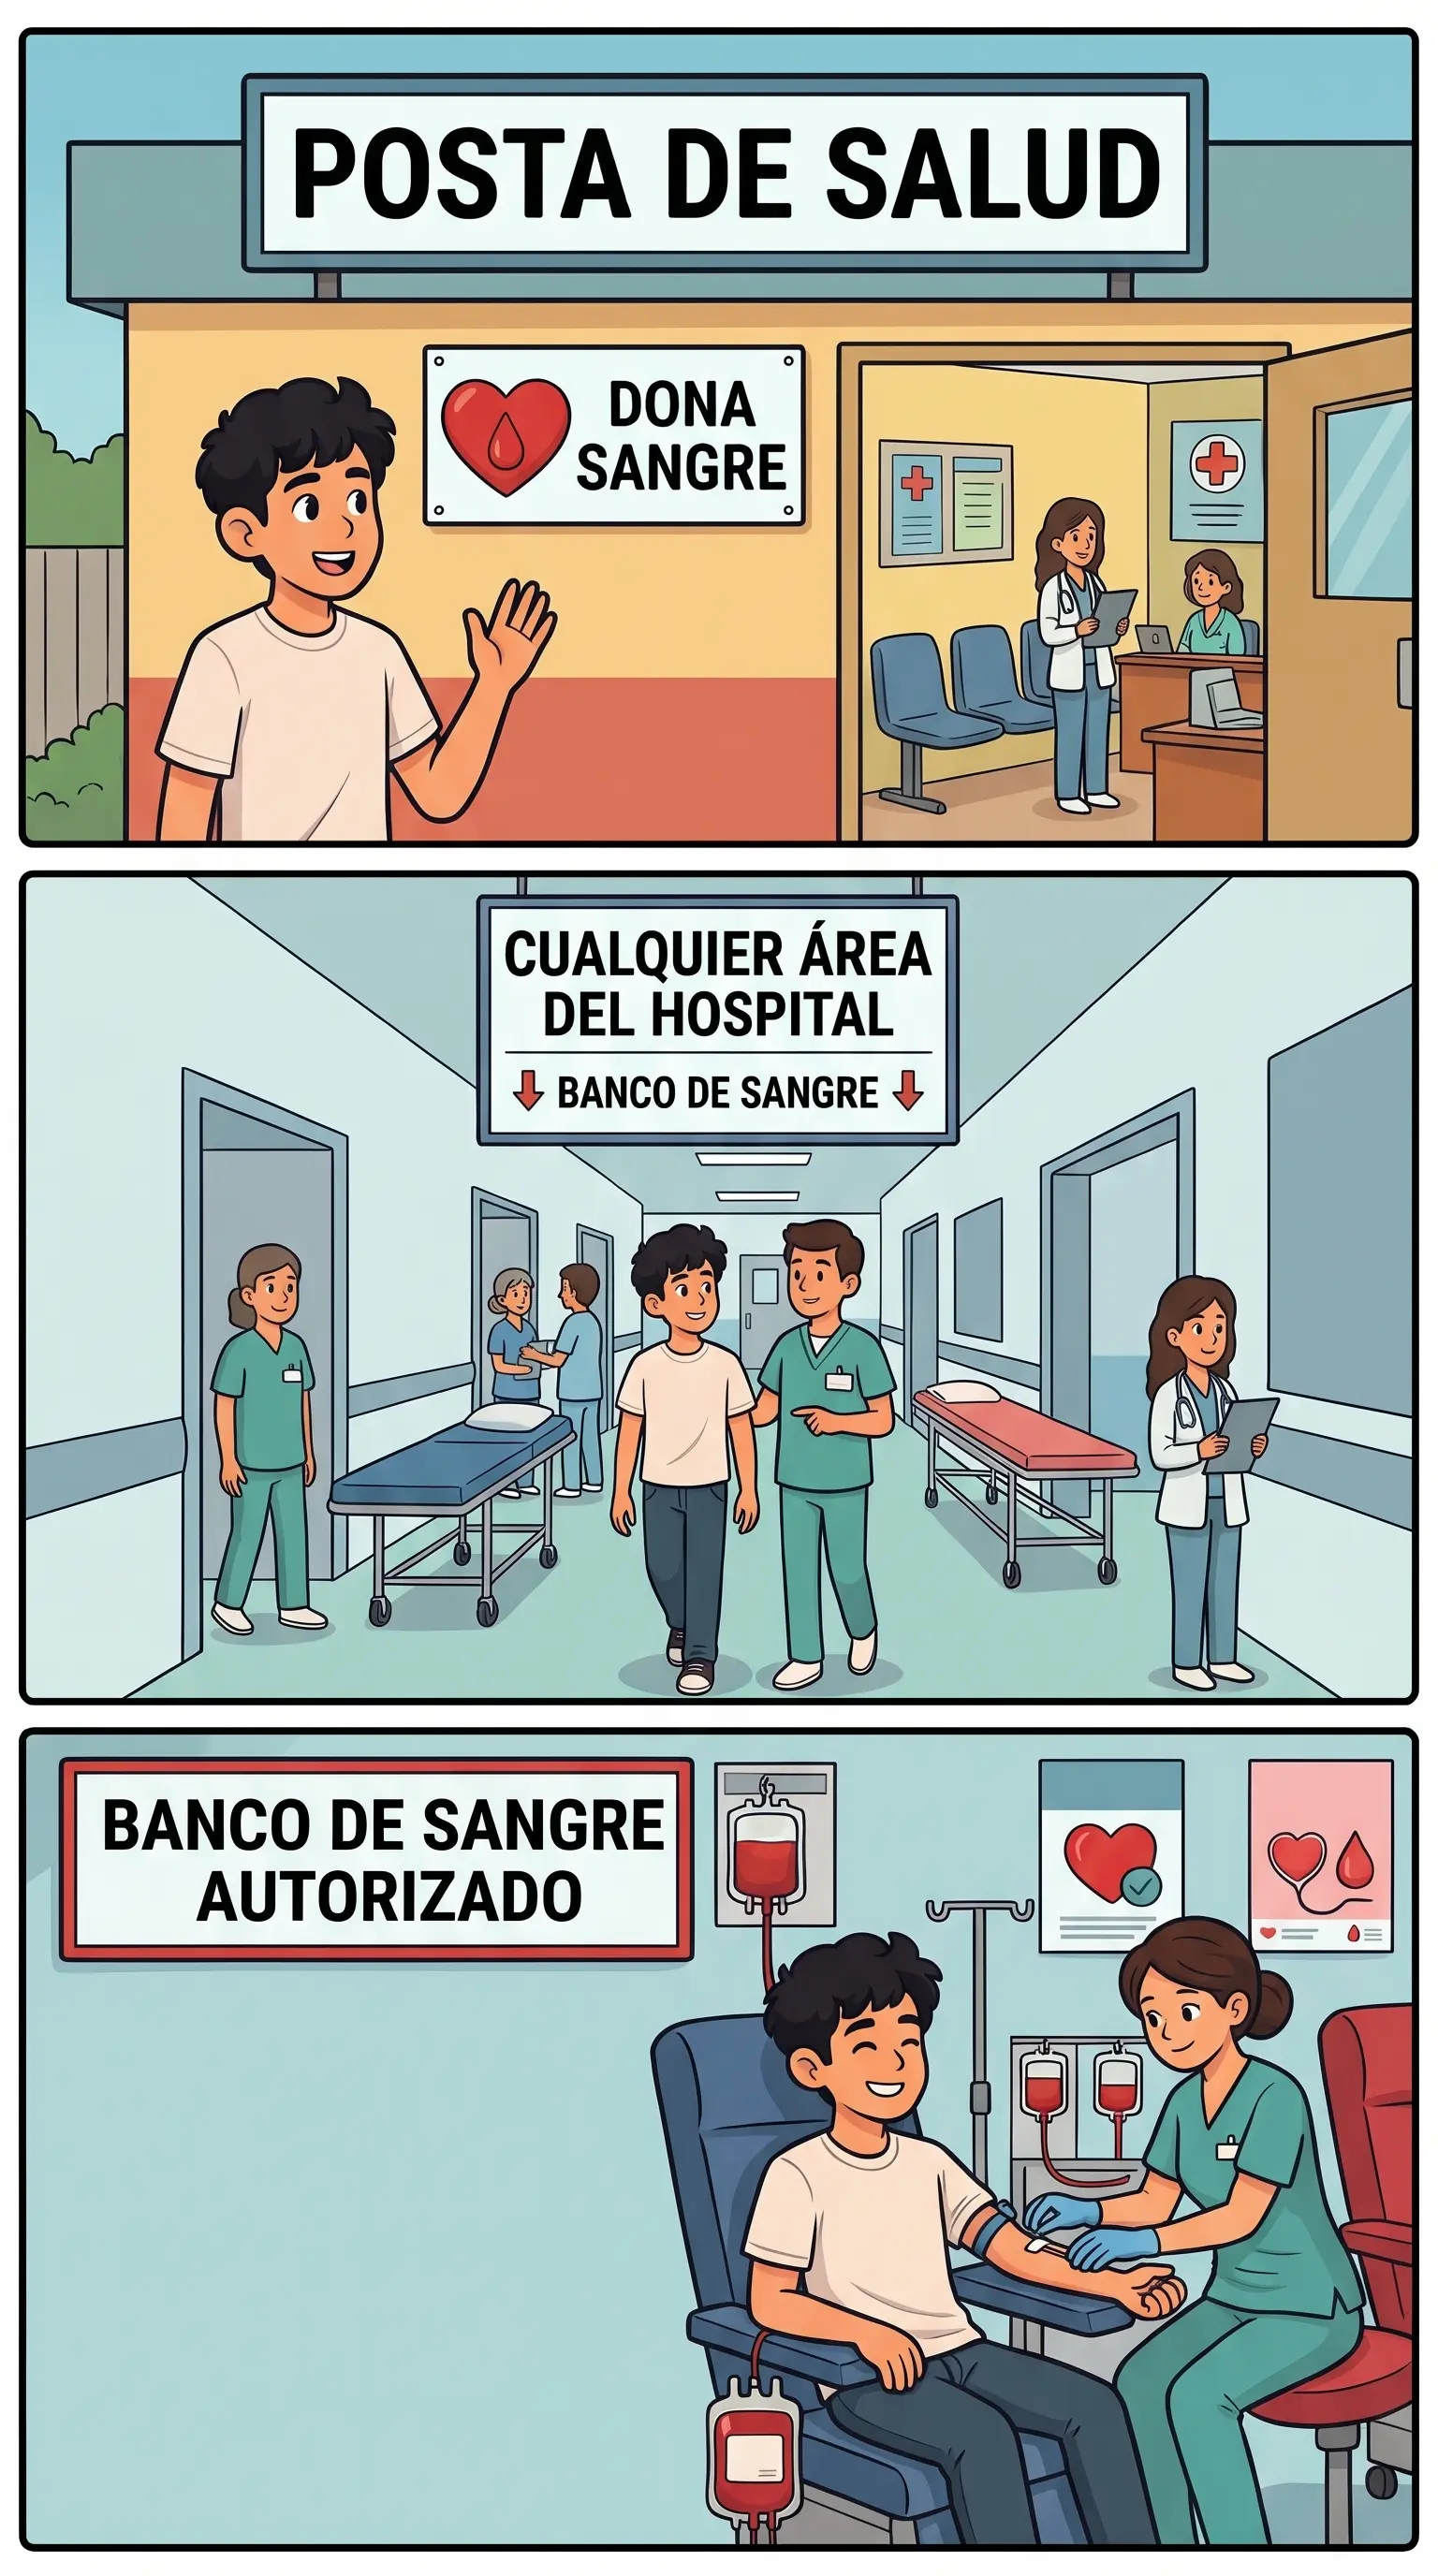 POSTA DE SALUD
DONA
SANGRE
CUALQUIER ÁREA
DEL HOSPITAL
BANCO DE SANGRE
BANCO DE SANGRE
AUTORIZADO